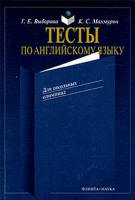 Г. Е. Выборова К. С. Махмурян
ТЕСТЫ
ПО АНГЛИЙСКОМУ ЯЗЫКУ
Для школьных
олимпиад
ФЛИНТА•НАУКА